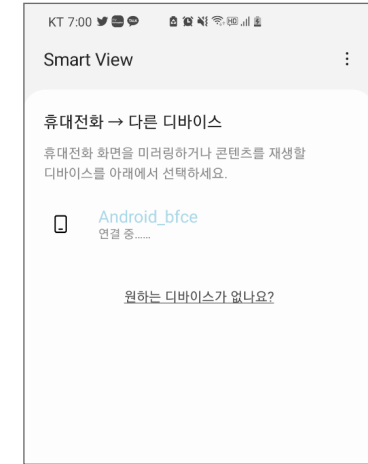 KT 7:00
Smart View
휴대전화 → 다른 디바이스
휴대전화 화면을 미러링하거나 콘텐츠를 재생할
디바이스를 아래에서 선택하세요.
Android_bfce
연결 중......
원하는 디바이스가 없나요?